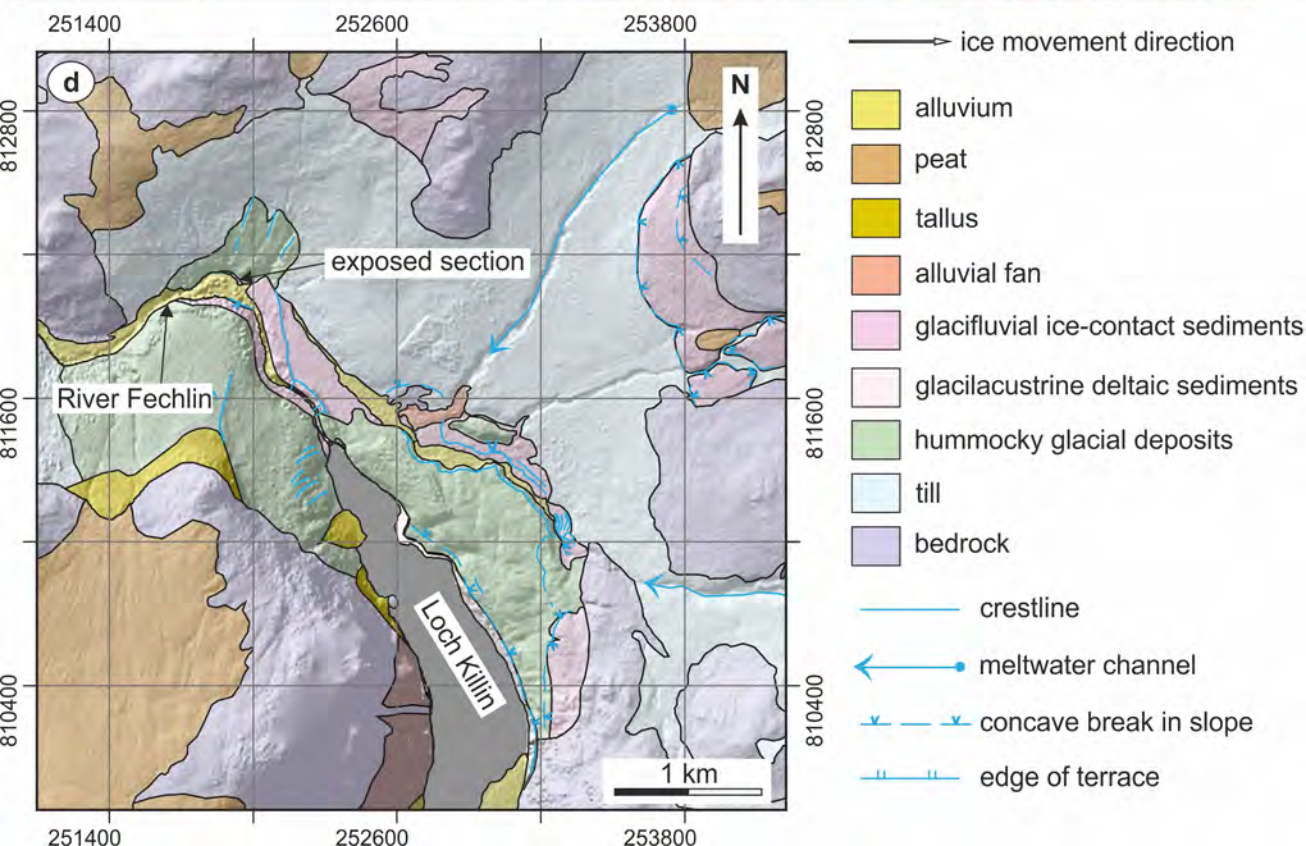 251400 252600 253800
d
N
812800 812800
exposed section
River Fechlin
811600 811600
Loch Killin
810400 810400
1 km
251400 252600 253800
ice movement direction
alluvium
peat
tallus
alluvial fan
glacifluvial ice-contact sediments
glacilacustrine deltaic sediments
hummocky glacial deposits
till
bedrock
crestline
meltwater channel
concave break in slope
edge of terrace